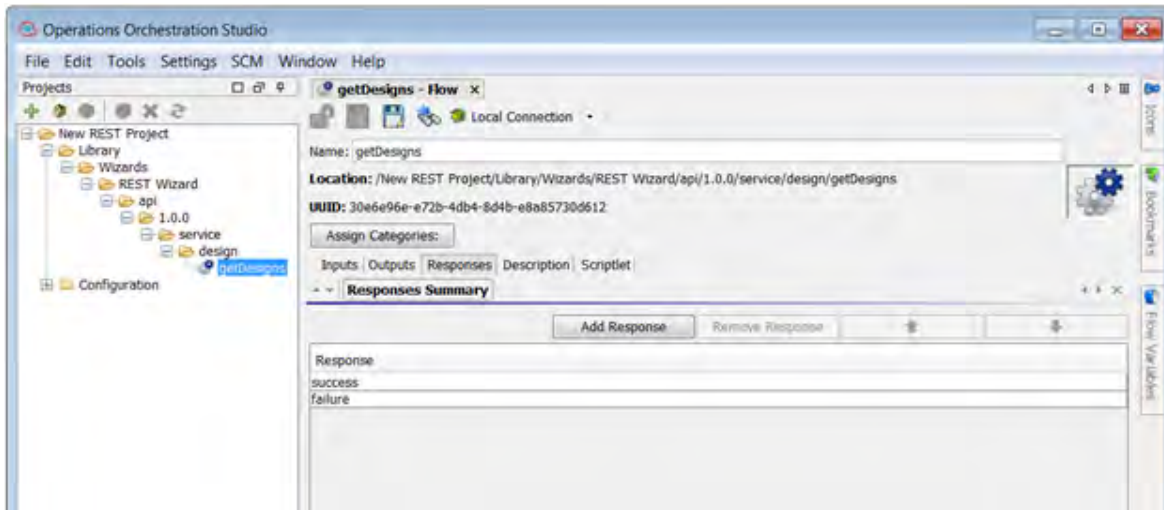 Operations Orchestration Studio
File Edit Tools Settings SCM Window Help
Projects
getDesigns - Flow
Local Connection
New REST Project
Library
Wizards
REST Wizard
api
1.0.0
service
design
getDesigns
Configuration
Name: getDesigns
Location: /New REST Project/Library/Wizards/REST Wizard/api/1.0.0/service/design/getDesigns
UUID: 30e6e96e-e72b-4db4-8d4b-e8a85730d612
Assign Categories:
Inputs Outputs Responses Description Scriptlet
Responses Summary
Add Response Remove Response
Response
success
failure
Icons
Bookmarks
Flow Variables